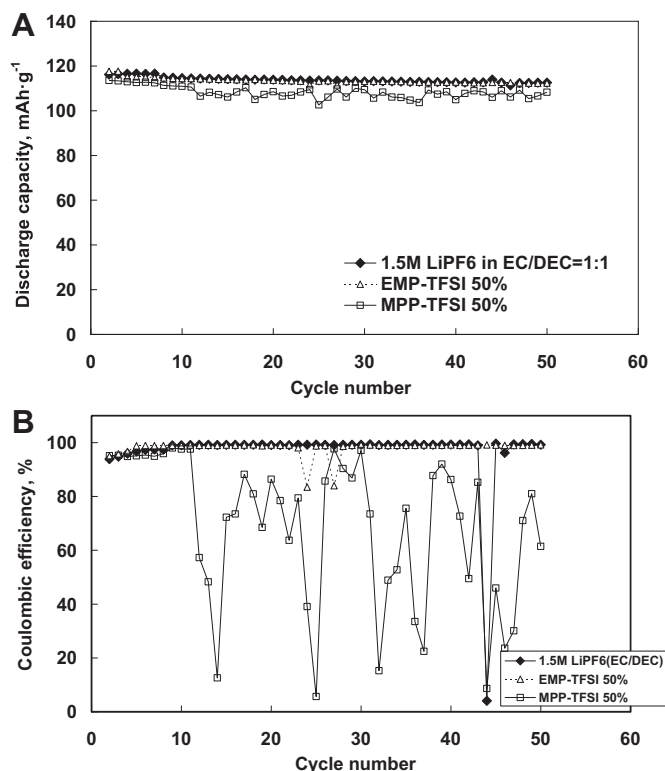 A
140
120
100
80
60
40
20
0
Discharge capacity, mAh·g⁻¹
1.5M LiPF6 in EC/DEC=1:1
EMP-TFSI 50%
MPP-TFSI 50%
0 10 20 30 40 50 60
Cycle number
B
100
80
60
40
20
0
Coulombic efficiency, %
1.5M LiPF6(EC/DEC)
EMP-TFSI 50%
MPP-TFSI 50%
0 10 20 30 40 50 60
Cycle number